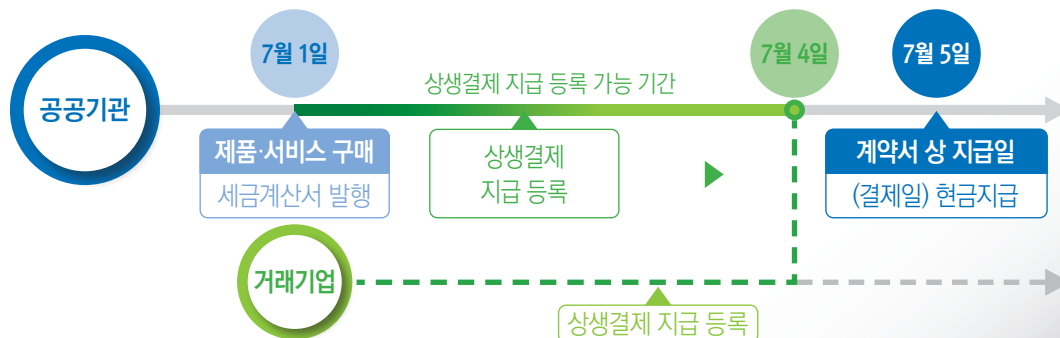 7월 1일
7월 4일
7월 5일
상생결제 지급 등록 가능 기간
공공기관
제품·서비스 구매
세금계산서 발행
상생결제
지급 등록
계약서 상 지급일
(결제일) 현금지급
거래기업
상생결제 지급 등록